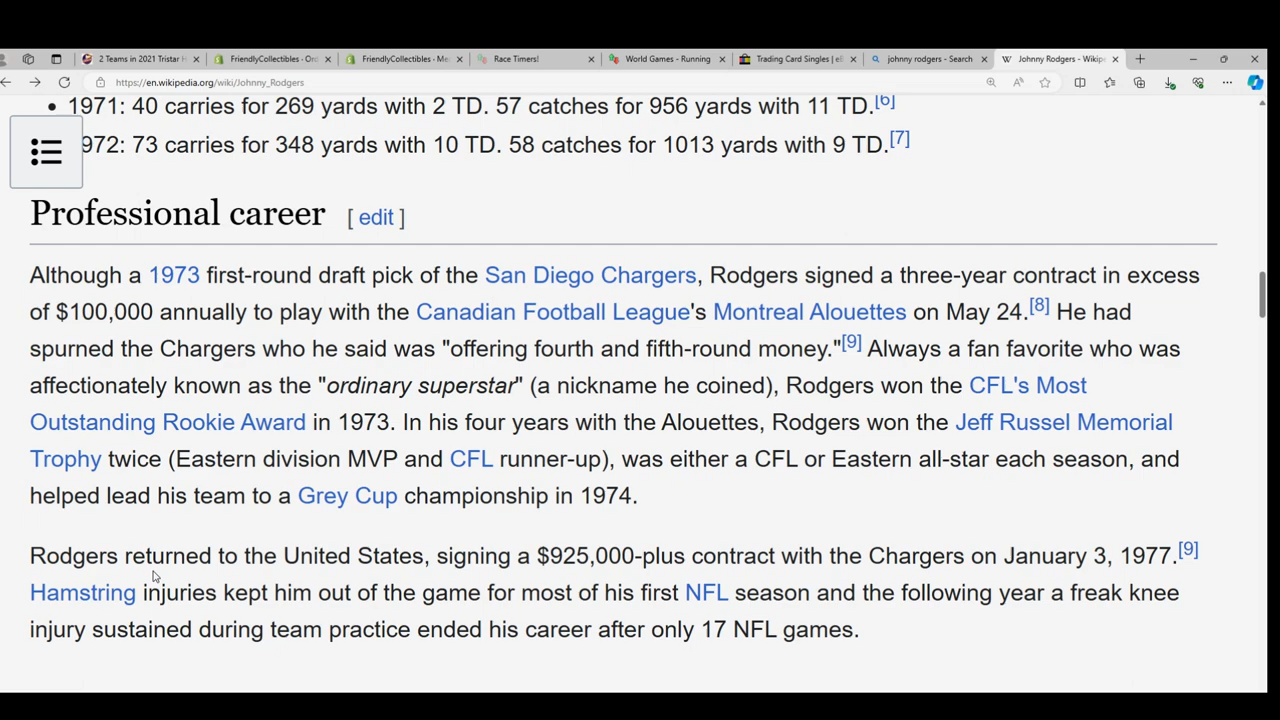 2 Teams in 2021 Tristar H
FriendlyCollectibles - Ord
FriendlyCollectibles - Me
Race Timers!
World Games - Running
Trading Card Singles | eB
johnny rodgers - Search
Johnny Rodgers - Wikip
https://en.wikipedia.org/wiki/Johnny_Rodgers
1971: 40 carries for 269 yards with 2 TD. 57 catches for 956 yards with 11 TD.[6]
972: 73 carries for 348 yards with 10 TD. 58 catches for 1013 yards with 9 TD.[7]
Professional career [ edit ]
Although a 1973 first-round draft pick of the San Diego Chargers, Rodgers signed a three-year contract in excess
of $100,000 annually to play with the Canadian Football League's Montreal Alouettes on May 24.[8] He had
spurned the Chargers who he said was "offering fourth and fifth-round money."[9] Always a fan favorite who was
affectionately known as the "ordinary superstar" (a nickname he coined), Rodgers won the CFL's Most
Outstanding Rookie Award in 1973. In his four years with the Alouettes, Rodgers won the Jeff Russel Memorial
Trophy twice (Eastern division MVP and CFL runner-up), was either a CFL or Eastern all-star each season, and
helped lead his team to a Grey Cup championship in 1974.
Rodgers returned to the United States, signing a $925,000-plus contract with the Chargers on January 3, 1977.[9]
Hamstring injuries kept him out of the game for most of his first NFL season and the following year a freak knee
injury sustained during team practice ended his career after only 17 NFL games.